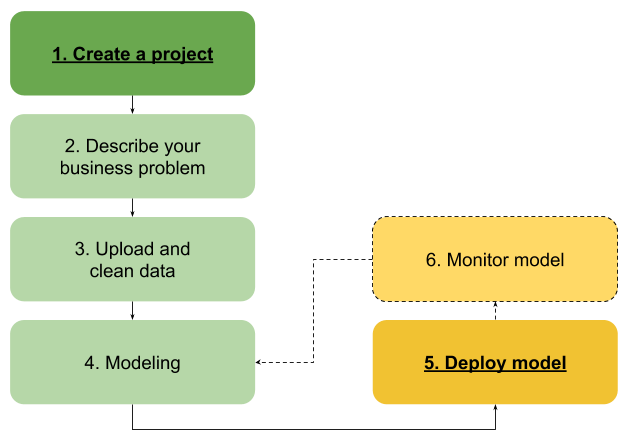 1. Create a project
2. Describe your
business problem
3. Upload and
clean data
4. Modeling
6. Monitor model
5. Deploy model